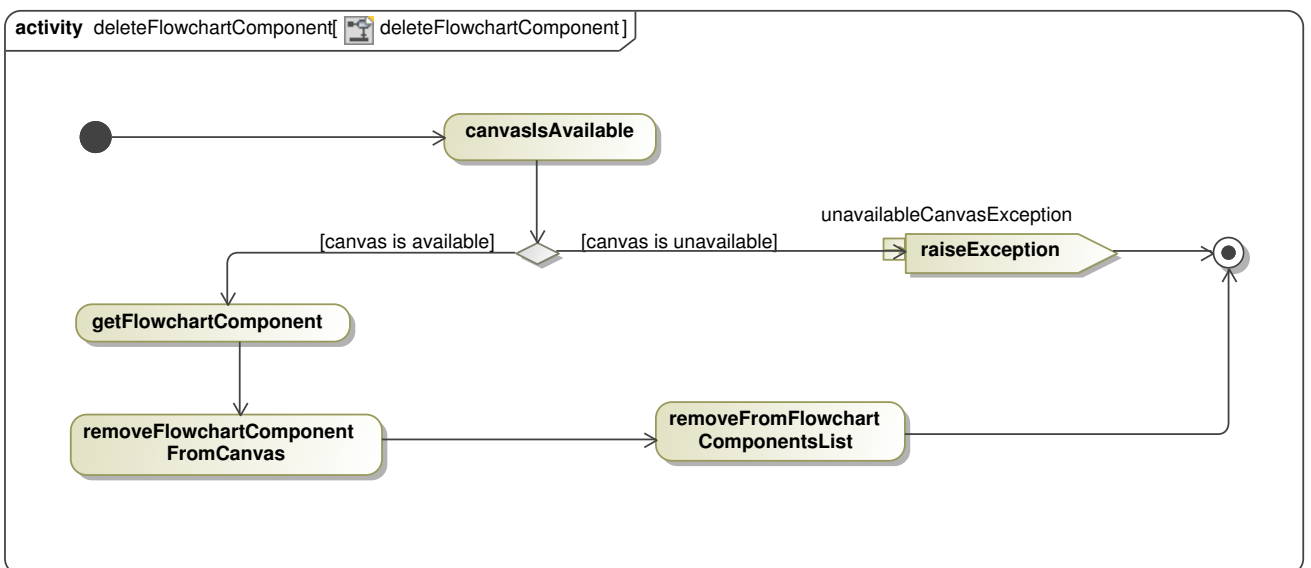 activity deleteFlowchartComponent[ deleteFlowchartComponent]
canvasIsAvailable
unavailableCanvasException
[canvas is available]
[canvas is unavailable]
raiseException
getFlowchartComponent
removeFlowchartComponent
FromCanvas
removeFromFlowchart
ComponentsList